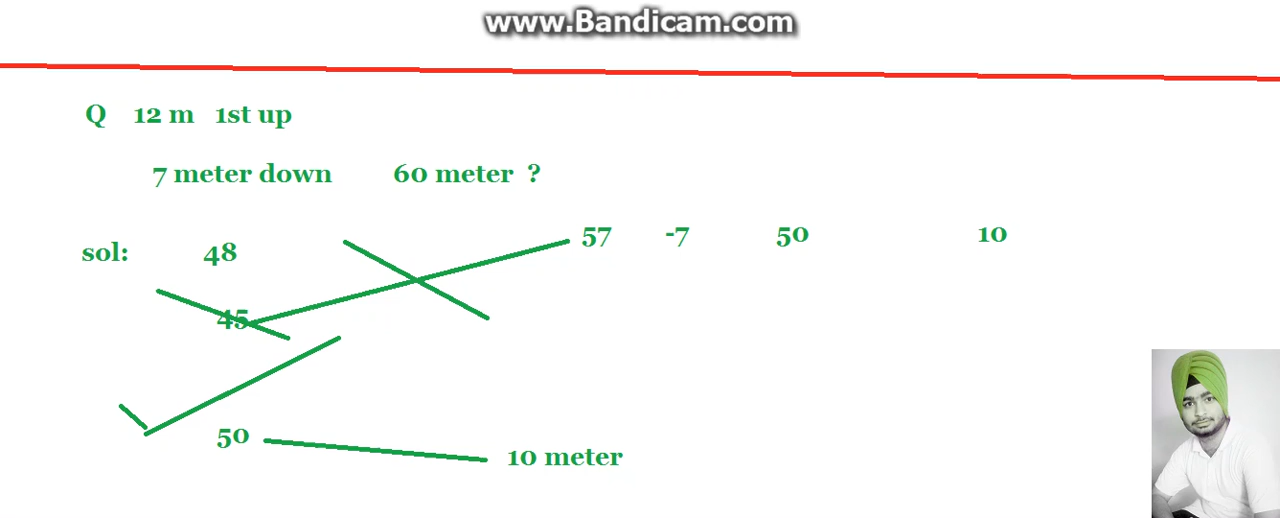 www.Bandicam.com
Q 12 m 1st up
7 meter down 60 meter ?
57 -7 50 10
sol: 48
45
50
10 meter